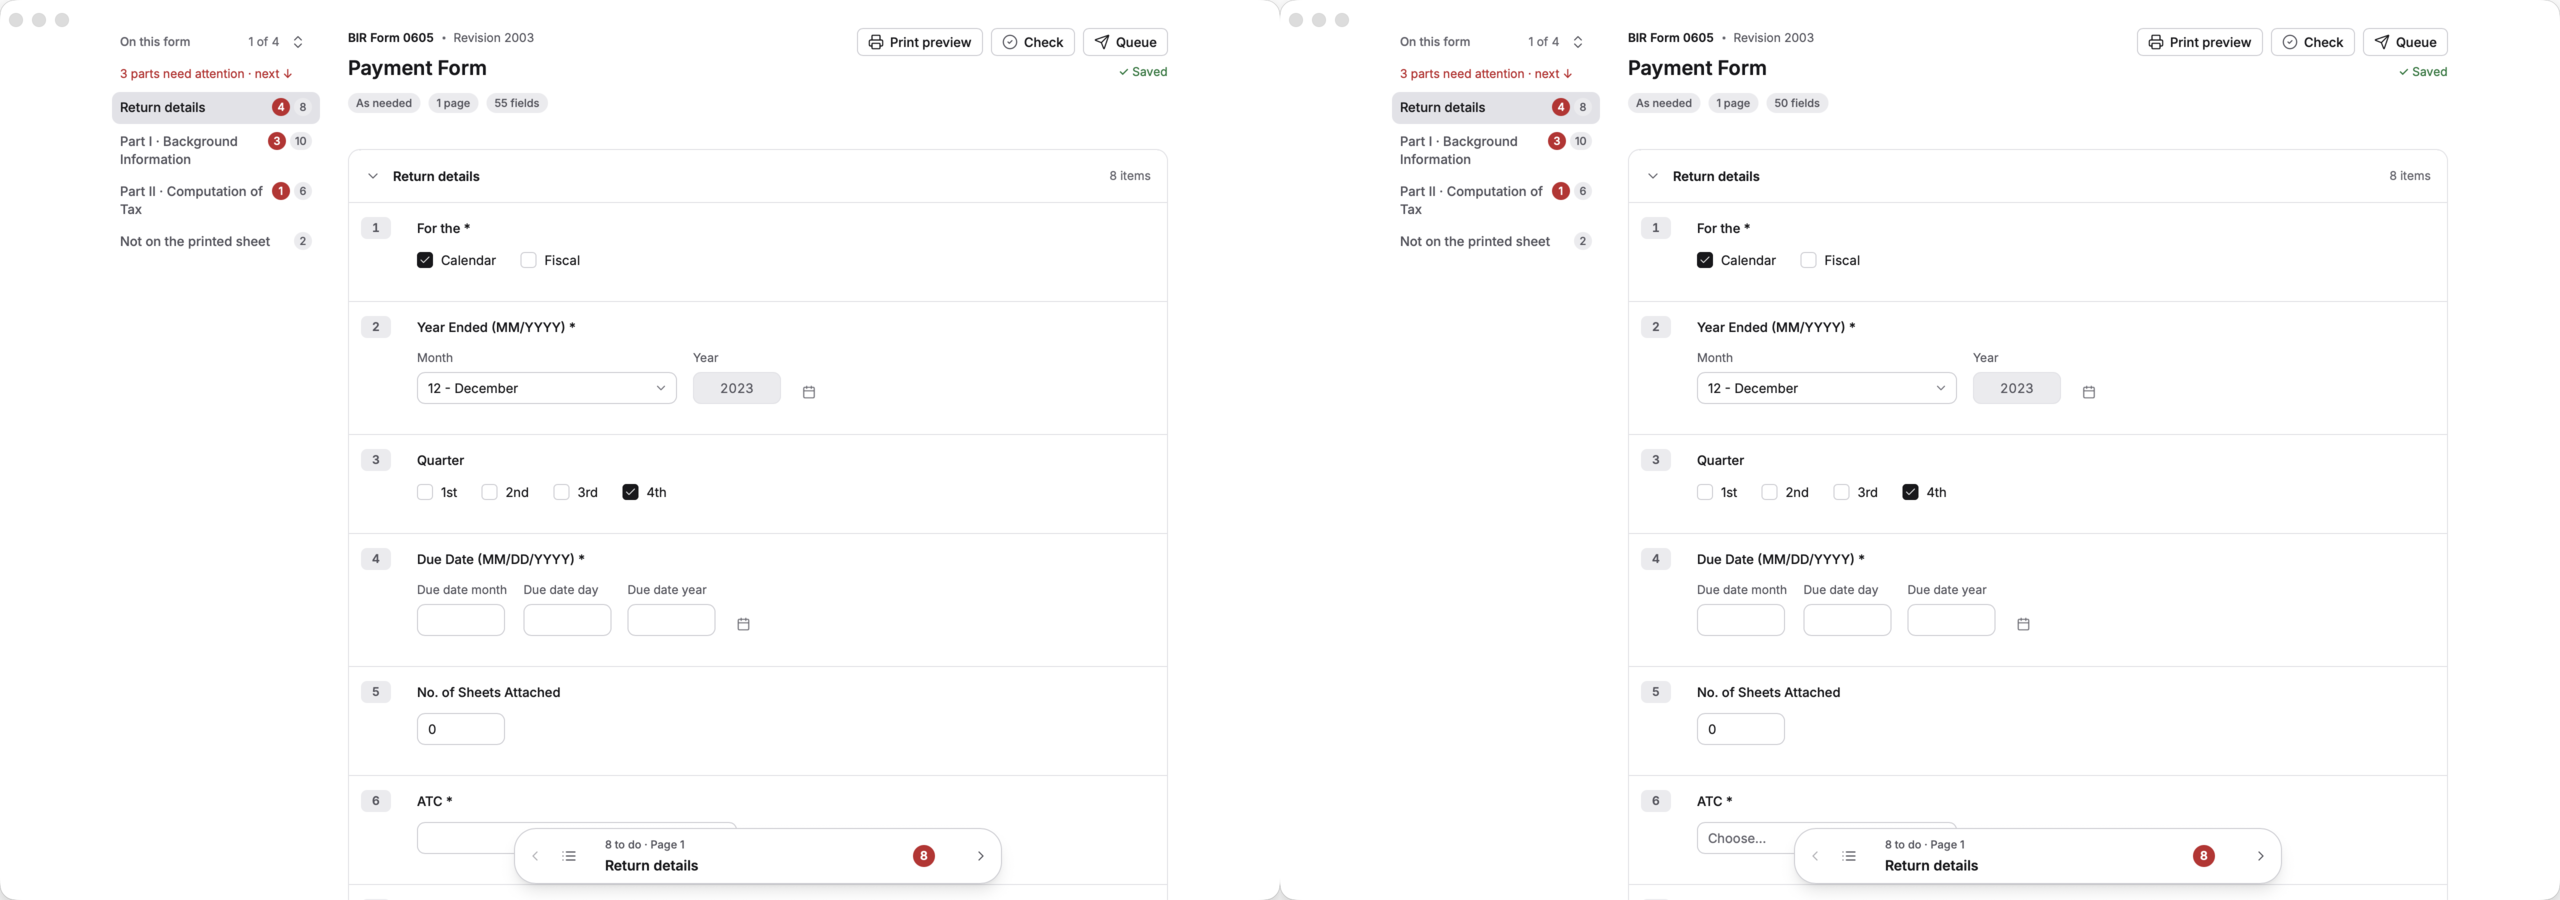 On this form 1 of 4
3 parts need attention · next ↓
Return details 4 8
Part I · Background Information 3 10
Part II · Computation of Tax 1 6
Not on the printed sheet 2
BIR Form 0605 • Revision 2003
Payment Form
As needed 1 page 55 fields
Print preview Check Queue
✓ Saved
Return details 8 items
1 For the *
Calendar Fiscal
2 Year Ended (MM/YYYY) *
Month Year
12 - December 2023
3 Quarter
1st 2nd 3rd 4th
4 Due Date (MM/DD/YYYY) *
Due date month Due date day Due date year
5 No. of Sheets Attached
0
6 ATC *
8 to do · Page 1
Return details 8
On this form 1 of 4
3 parts need attention · next ↓
Return details 4 8
Part I · Background Information 3 10
Part II · Computation of Tax 1 6
Not on the printed sheet 2
BIR Form 0605 • Revision 2003
Payment Form
As needed 1 page 50 fields
Print preview Check Queue
✓ Saved
Return details 8 items
1 For the *
Calendar Fiscal
2 Year Ended (MM/YYYY) *
Month Year
12 - December 2023
3 Quarter
1st 2nd 3rd 4th
4 Due Date (MM/DD/YYYY) *
Due date month Due date day Due date year
5 No. of Sheets Attached
0
6 ATC *
Choose...
8 to do · Page 1
Return details 8